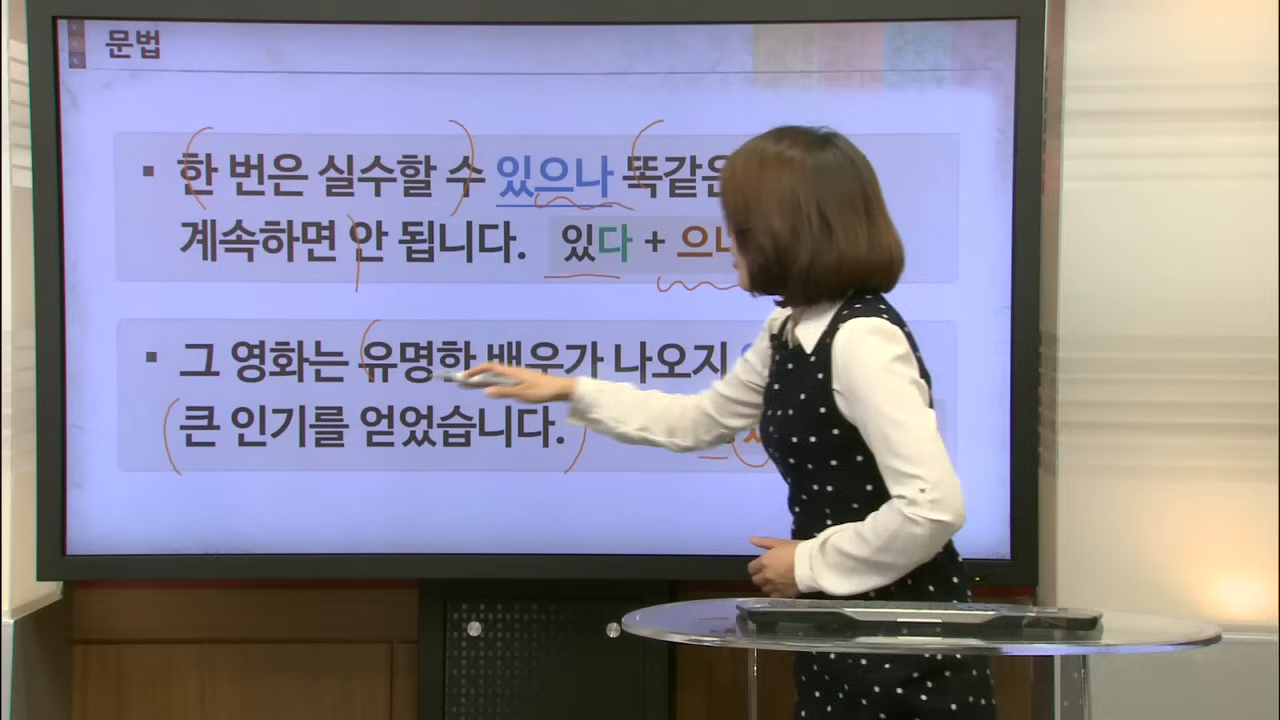 문법
한 번은 실수할 수 있으나 똑같은
계속하면 안 됩니다. 있다 +
그 영화는 유명한 배우가 나오지
큰 인기를 얻었습니다.